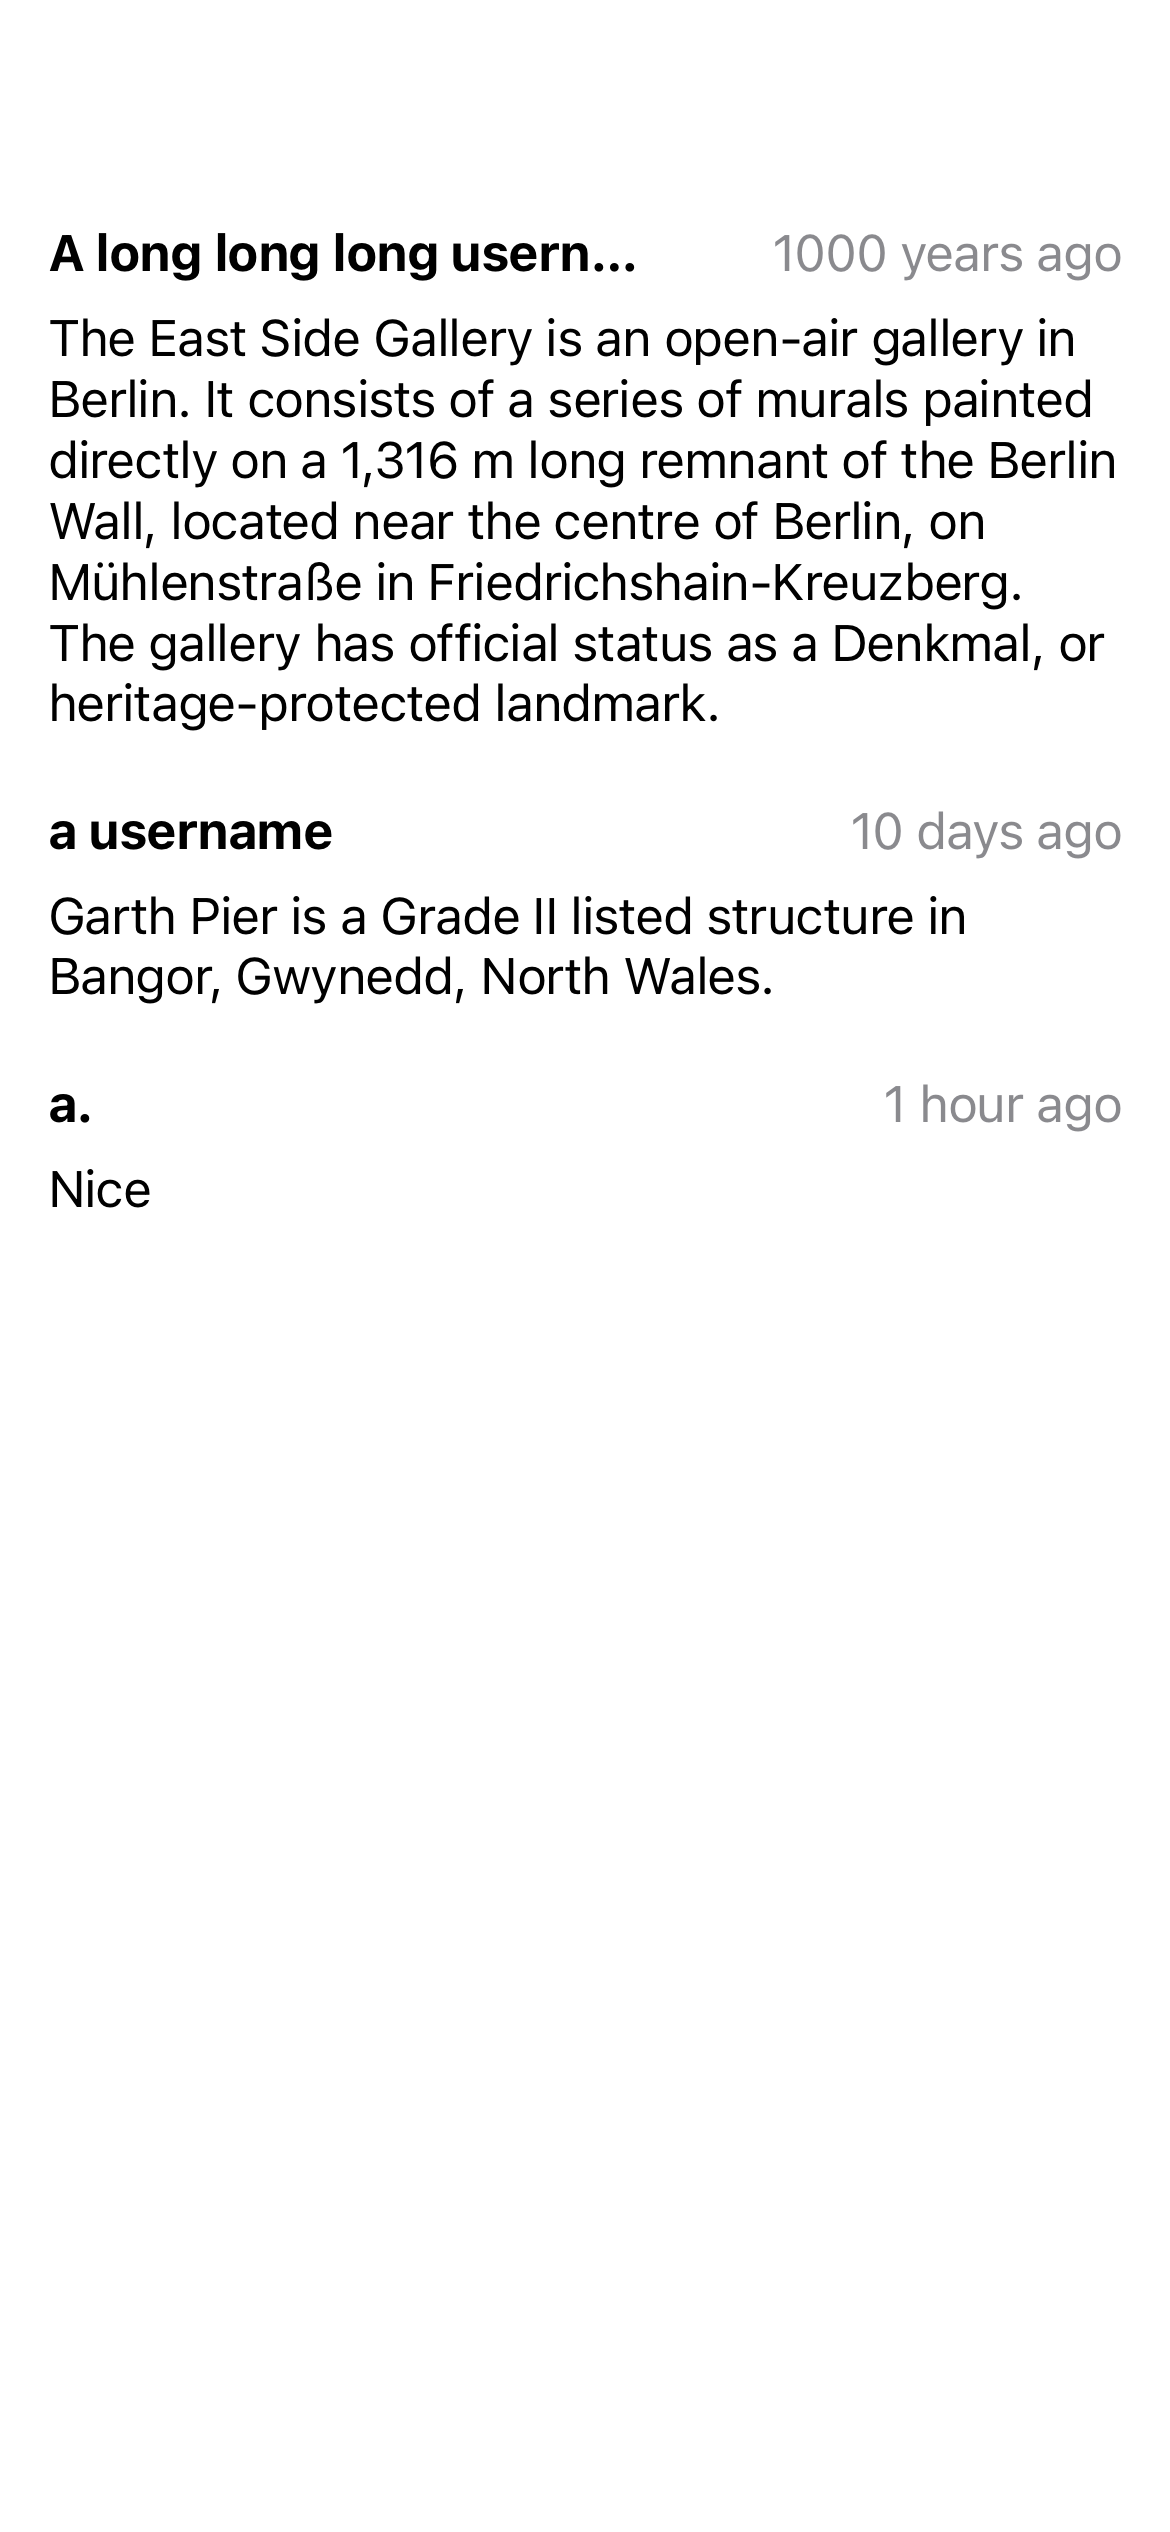 A long long long usern...
1000 years ago
The East Side Gallery is an open-air gallery in
Berlin. It consists of a series of murals painted
directly on a 1,316 m long remnant of the Berlin
Wall, located near the centre of Berlin, on
Mühlenstraße in Friedrichshain-Kreuzberg.
The gallery has official status as a Denkmal, or
heritage-protected landmark.
a username
10 days ago
Garth Pier is a Grade II listed structure in
Bangor, Gwynedd, North Wales.
a.
1 hour ago
Nice